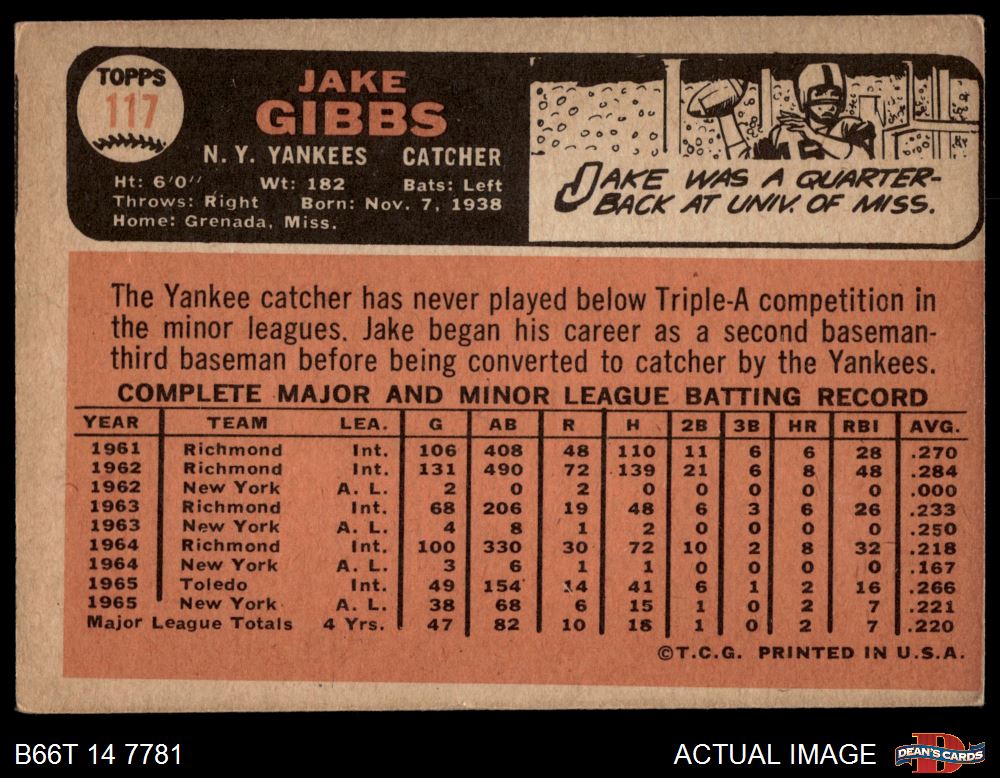 TOPPS
117
JAKE
GIBBS
N. Y. YANKEES CATCHER
Ht: 6'0" Wt: 182 Bats: Left
Throws: Right Born: Nov. 7, 1938
Home: Grenada, Miss.
JAKE WAS A QUARTER-
BACK AT UNIV. OF MISS.
The Yankee catcher has never played below Triple-A competition in
the minor leagues. Jake began his career as a second baseman-
third baseman before being converted to catcher by the Yankees.
COMPLETE MAJOR AND MINOR LEAGUE BATTING RECORD
YEAR TEAM LEA. G AB R H 2B 3B HR RBI AVG.
1961 Richmond Int. 106 408 48 110 11 6 6 28 .270
1962 Richmond Int. 131 490 72 139 21 6 8 48 .284
1962 New York A. L. 2 0 2 0 0 0 0 0 .000
1963 Richmond Int. 68 206 19 48 6 3 6 26 .233
1963 New York A. L. 4 8 1 2 0 0 0 0 .250
1964 Richmond Int. 100 330 30 72 10 2 8 32 .218
1964 New York A. L. 3 6 1 1 0 0 0 0 .167
1965 Toledo Int. 49 154 14 41 6 1 2 16 .266
1965 New York A. L. 38 68 6 15 1 0 2 7 .221
Major League Totals 4 Yrs. 47 82 10 18 1 0 2 7 .220
©T.C.G. PRINTED IN U.S.A.
B66T 14 7781 ACTUAL IMAGE
DEAN'S CARDS